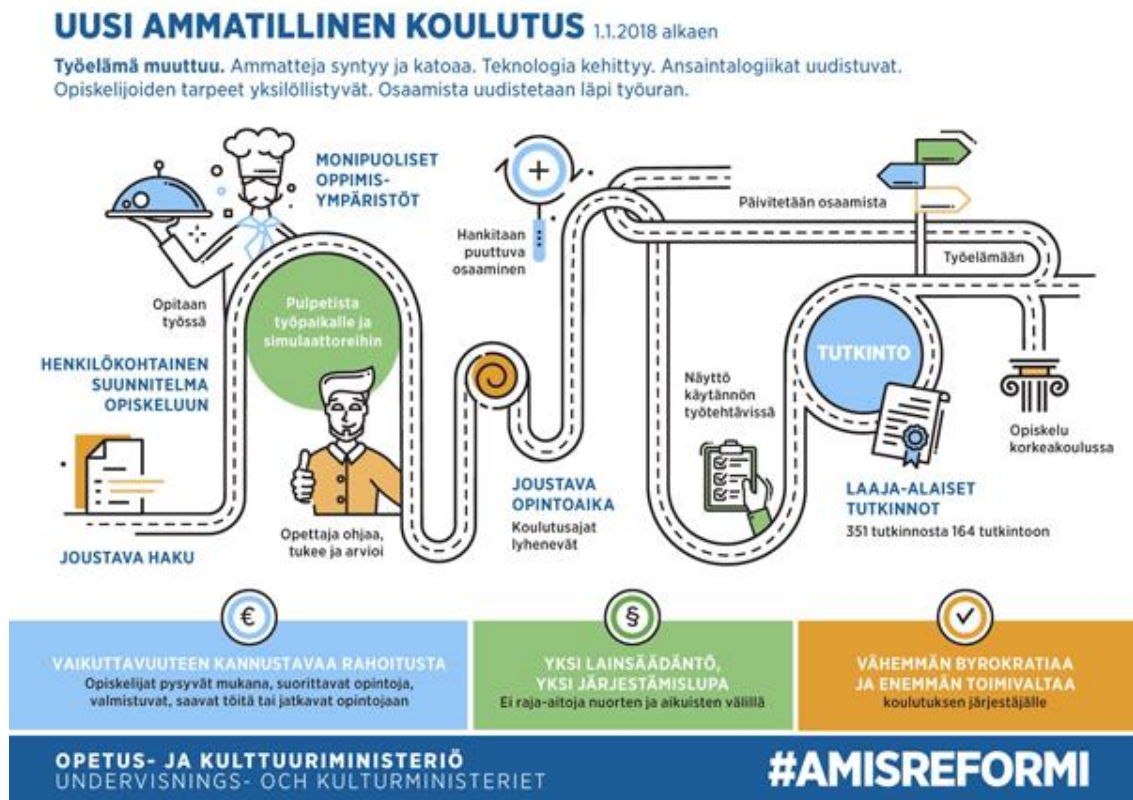 UUSI AMMATILLINEN KOULUTUS 1.1.2018 alkaen
Työelämä muuttuu. Ammatteja syntyy ja katoaa. Teknologia kehittyy. Ansaintalogiikat uudistuvat.
Opiskelijoiden tarpeet yksilöllistyvät. Osaamista uudistetaan läpi työuran.
MONIPUOLISET
OPPIMIS-
YMPÄRISTÖT
Opitaan
työssä
Pulpetista
työpaikalle ja
simulaattoreihin
HENKILÖKOHTAINEN
SUUNNITELMA
OPISKELUUN
JOUSTAVA HAKU
Opettaja ohjaa,
tukee ja arvioi
Hankitaan
puuttuva
osaaminen
JOUSTAVA
OPINTOAIKA
Koulutusajat
lyhenevät
Päivitetään osaamista
Työelämään
Näyttö
käytännön
työtehtävissä
TUTKINTO
Opiskelu
korkeakoulussa
LAAJA-ALAISET
TUTKINNOT
351 tutkinnosta 164 tutkintoon
€
VAIKUTTAVUUTEEN KANNUSTAVAA RAHOITUSTA
Opiskelijat pysyvät mukana, suorittavat opintoja,
valmistuvat, saavat töitä tai jatkavat opintojaan
§
YKSI LAINSÄÄDÄNTÖ,
YKSI JÄRJESTÄMISLUPA
Ei raja-aitoja nuorten ja aikuisten välillä
VÄHEMMÄN BYROKRATIAA
JA ENEMMÄN TOIMIVALTAA
koulutuksen järjestäjälle
OPETUS- JA KULTTUURIMINISTERIÖ
UNDERVISNINGS- OCH KULTURMINISTERIET
#AMISREFORMI